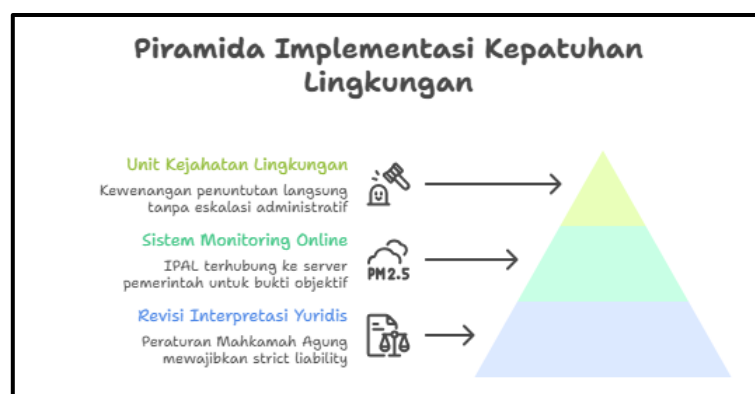 Piramida Implementasi Kepatuhan
Lingkungan
Unit Kejahatan Lingkungan
Kewenangan penuntutan langsung
tanpa eskalasi administratif
Sistem Monitoring Online
IPAL terhubung ke server
pemerintah untuk bukti objektif
PM2.5
Revisi Interpretasi Yuridis
Peraturan Mahkamah Agung
mewajibkan strict liability